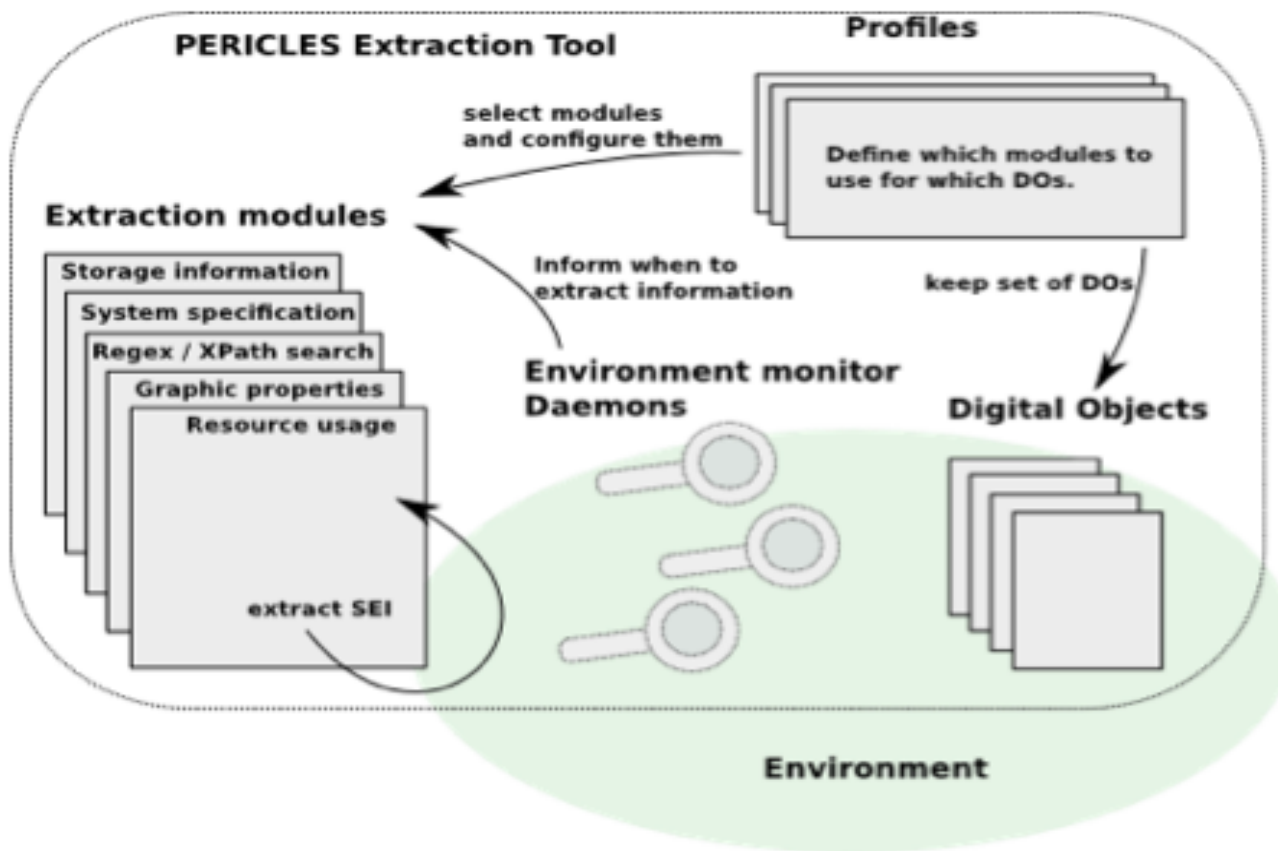 PERICLES Extraction Tool
Profiles
select modules
and configure them
Define which modules to
use for which DOs.
Extraction modules
Storage information
System specification
Regex / XPath search
Graphic properties
Resource usage
extract SEI
Inform when to
extract information
keep set of DOs
Environment monitor
Daemons
Digital Objects
Environment